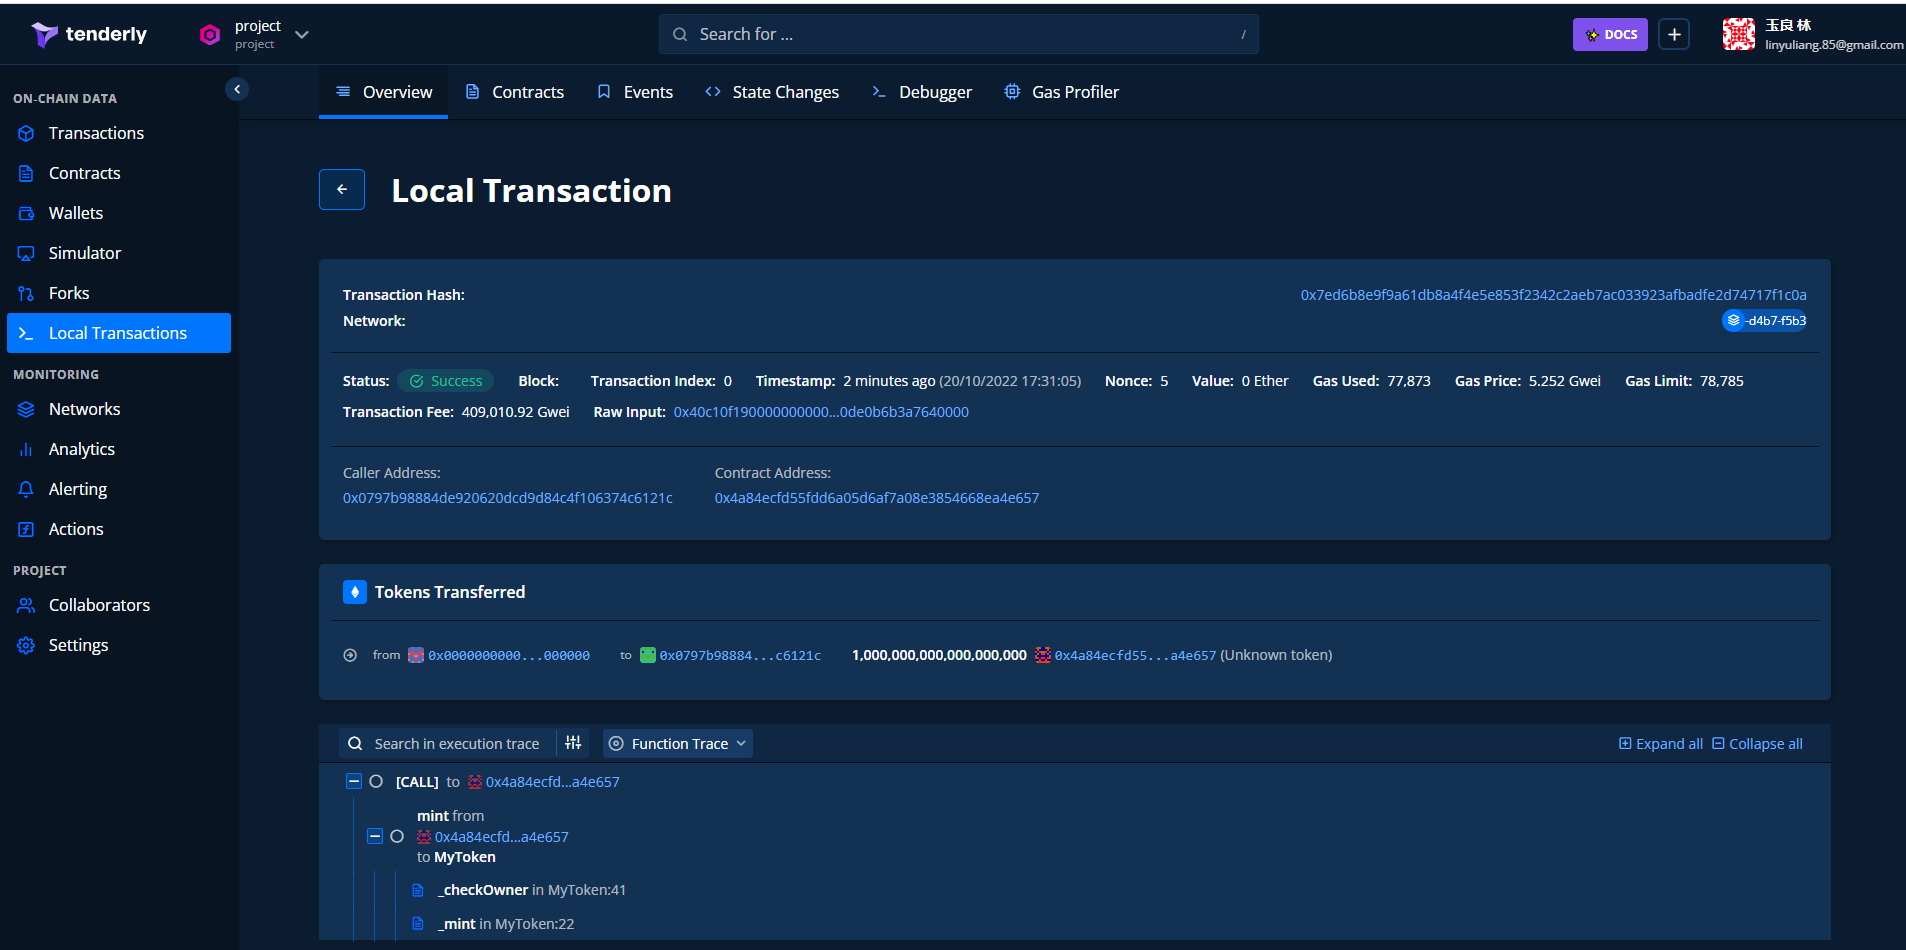 tenderly
project
project
Search for ...
/
DOCS
玉良 林
linyuliang.85@gmail.com
ON-CHAIN DATA
Transactions
Contracts
Wallets
Simulator
Forks
Local Transactions
MONITORING
Networks
Analytics
Alerting
Actions
PROJECT
Collaborators
Settings
Overview Contracts Events State Changes Debugger Gas Profiler
Local Transaction
Transaction Hash: 0x7ed6b8e9f9a61db8a4f4e5e853f2342c2aeb7ac033923afbadfe2d74717f1c0a
Network: -d4b7-f5b3
Status: Success Block: Transaction Index: 0 Timestamp: 2 minutes ago (20/10/2022 17:31:05) Nonce: 5 Value: 0 Ether Gas Used: 77,873 Gas Price: 5.252 Gwei Gas Limit: 78,785
Transaction Fee: 409,010.92 Gwei Raw Input: 0x40c10f190000000000...0de0b6b3a7640000
Caller Address: Contract Address:
0x0797b98884de920620dcd9d84c4f106374c6121c 0x4a84ecfd55fdd6a05d6af7a08e3854668ea4e657
Tokens Transferred
from 0x0000000000...000000 to 0x0797b98884...c6121c 1,000,000,000,000,000,000 0x4a84ecfd55...a4e657 (Unknown token)
Search in execution trace Function Trace Expand all Collapse all
[CALL] to 0x4a84ecfd...a4e657
mint from
0x4a84ecfd...a4e657
to MyToken
_checkOwner in MyToken:41
_mint in MyToken:22